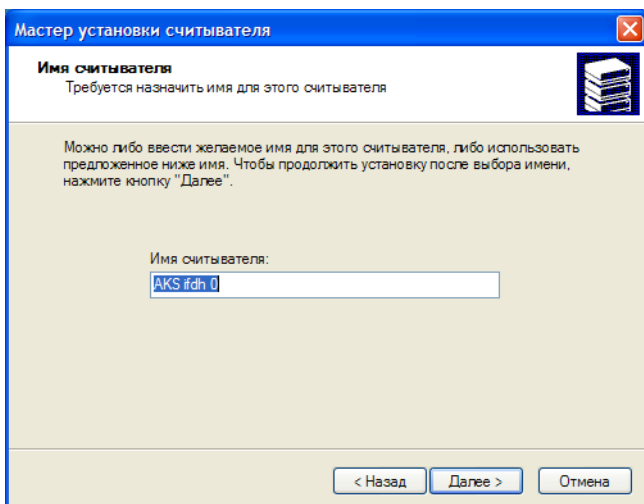 Мастер установки считывателя
Имя считывателя
Требуется назначить имя для этого считывателя
Можно либо ввести желаемое имя для этого считывателя, либо использовать
предложенное ниже имя. Чтобы продолжить установку после выбора имени,
нажмите кнопку "Далее".
Имя считывателя:
AKS ifdh 0
< Назад Далее > Отмена